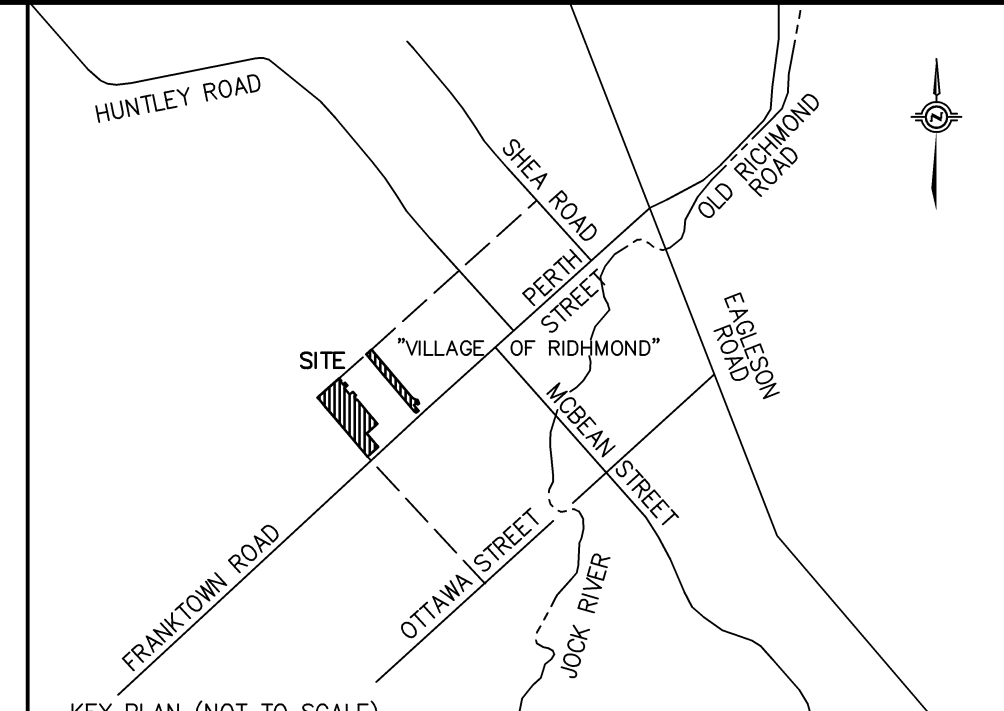 HUNTLEY ROAD
SHEA ROAD
OLD RICHMOND
ROAD
N
PERTH
STREET
EAGLESON
ROAD
SITE
"VILLAGE OF RIDHMOND"
MCBEAN STREET
OTTAWA STREET
FRANKTOWN ROAD
JOCK RIVER
KEY PLAN (NOT TO SCALE)